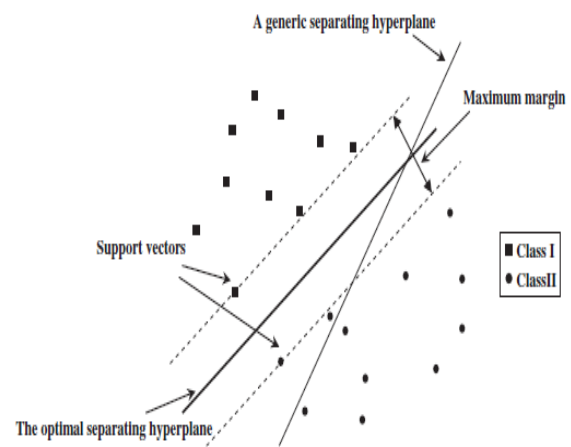 A generic separating hyperplane
Maximum margin
Support vectors
Class I
ClassII
The optimal separating hyperplane